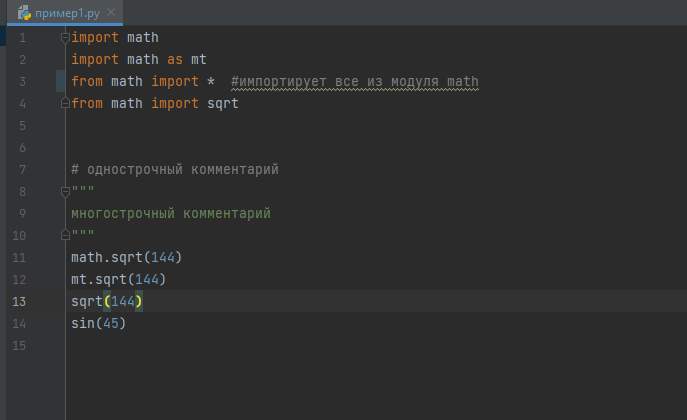 пример1.py
1 import math
2 import math as mt
3 from math import * #импортирует все из модуля math
4 from math import sqrt
5
6
7 # однострочный комментарий
8 """
9 многострочный комментарий
10 """
11 math.sqrt(144)
12 mt.sqrt(144)
13 sqrt(144)
14 sin(45)
15